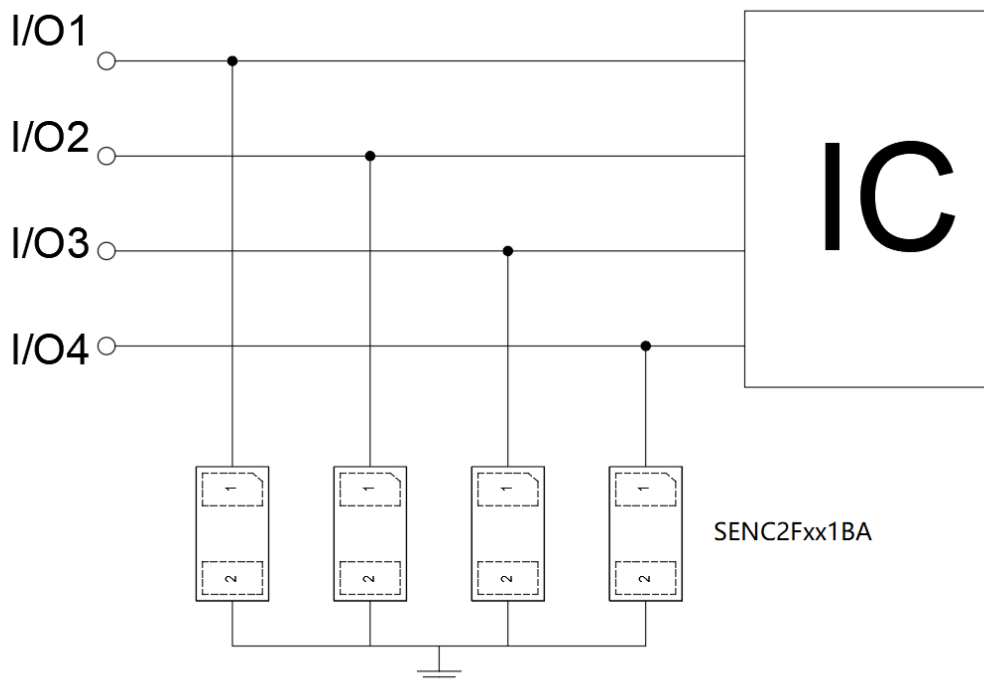 I/O1
I/O2
I/O3
I/O4
IC
1 1 1 1
SENC2Fxx1BA
2 2 2 2